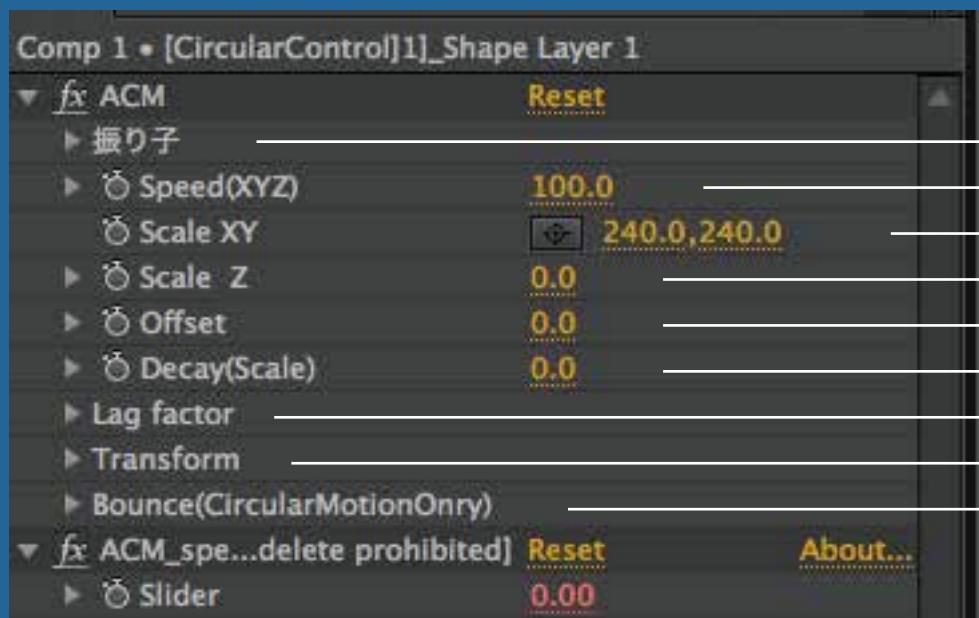 Comp 1 • [CircularControl]1]_Shape Layer 1
fx ACM Reset
振り子
Speed(XYZ) 100.0
Scale XY 240.0,240.0
Scale Z 0.0
Offset 0.0
Decay(Scale) 0.0
Lag factor
Transform
Bounce(CircularMotionOnry)
fx ACM_spe...delete prohibited] Reset About...
Slider 0.00